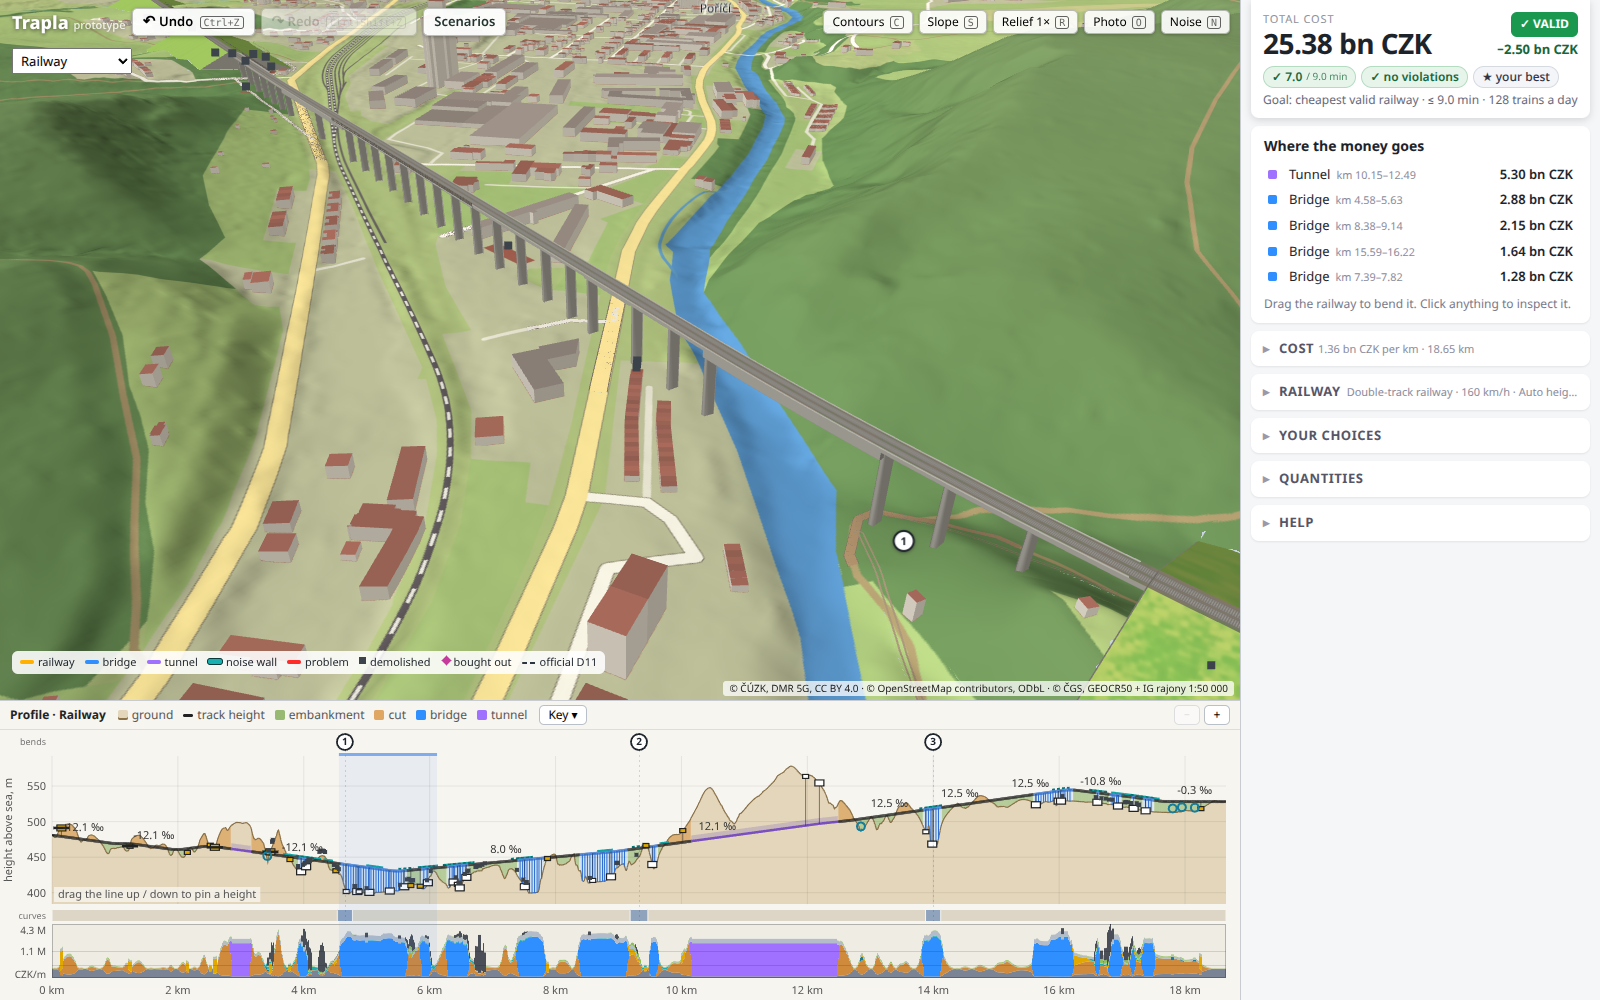 Trapla prototype
↶ Undo Ctrl+Z
↷ Redo
Scenarios
Poříčí
Contours C
Slope S
Relief 1× R
Photo O
Noise N
Railway
1
railway
bridge
tunnel
noise wall
problem
demolished
bought out
official D11
© ČÚZK, DMR 5G, CC BY 4.0 · © OpenStreetMap contributors, ODbL · © ČGS, GEOCR50 + IG rajony 1:50 000
TOTAL COST
25.38 bn CZK
✓ VALID
−2.50 bn CZK
✓ 7.0 / 9.0 min
✓ no violations
★ your best
Goal: cheapest valid railway · ≤ 9.0 min · 128 trains a day
Where the money goes
Tunnel km 10.15–12.49 5.30 bn CZK
Bridge km 4.58–5.63 2.88 bn CZK
Bridge km 8.38–9.14 2.15 bn CZK
Bridge km 15.59–16.22 1.64 bn CZK
Bridge km 7.39–7.82 1.28 bn CZK
Drag the railway to bend it. Click anything to inspect it.
▶ COST 1.36 bn CZK per km · 18.65 km
▶ RAILWAY Double-track railway · 160 km/h · Auto heig...
▶ YOUR CHOICES
▶ QUANTITIES
▶ HELP
Profile · Railway
ground
track height
embankment
cut
bridge
tunnel
Key ▾
−
+
bends
1
2
3
height above sea, m
550
500
450
400
12.1 ‰
-12.1 ‰
-12.1 ‰
8.0 ‰
12.1 ‰
12.5 ‰
12.5 ‰
12.5 ‰
-10.8 ‰
-0.3 ‰
drag the line up / down to pin a height
curves
4.3 M
1.1 M
CZK/m
0 km
2 km
4 km
6 km
8 km
10 km
12 km
14 km
16 km
18 km